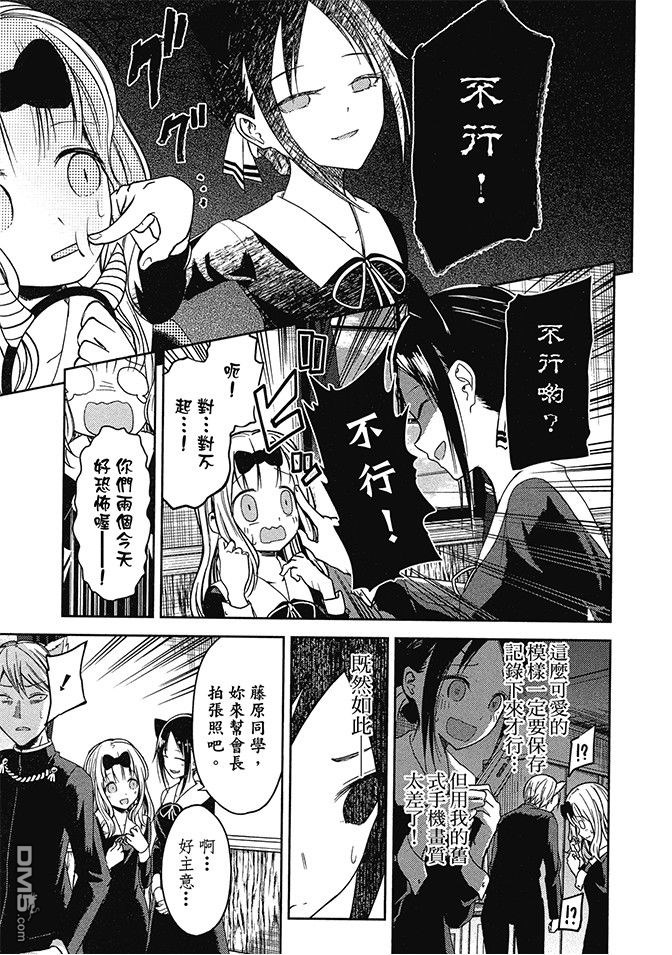 不行！
不行喲？
不行！
呃！
對…對不
起…！
你們兩個今天
好恐怖喔——！
這麼可愛的
模樣一定要保存
記錄下來才行…
!?
!?
但用我的舊
式手機畫質
太差了！
既然如此—
藤原同學，
妳來幫會長
拍張照吧。
啊…
好主意…
！
DM5